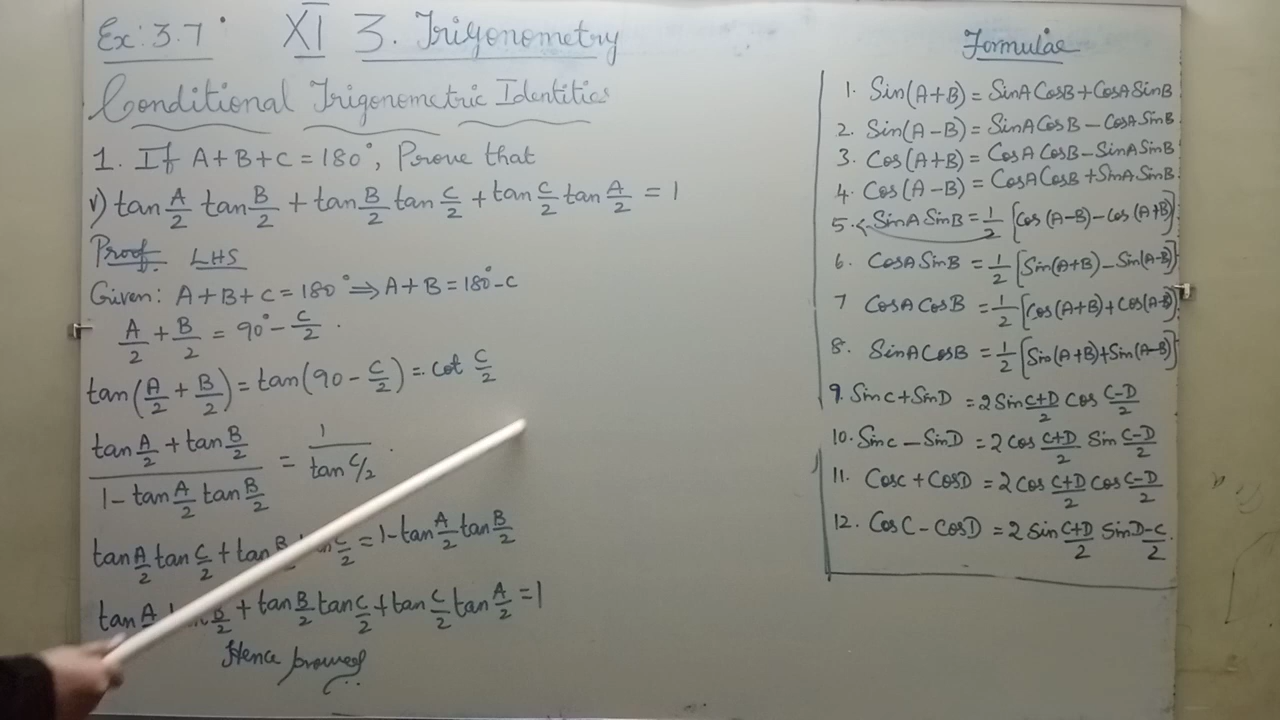 Ex: 3.7
XI 3. Trigonometry
Conditional Trigonometric Identities
1. If A+B+C = 180°, Prove that
v) tan A/2 tan B/2 + tan B/2 tan C/2 + tan C/2 tan A/2 = 1
Proof LHS
Given: A+B+C = 180° ⇒ A+B = 180°-C
A/2 + B/2 = 90° - C/2 .
tan(A/2 + B/2) = tan(90 - C/2) = cot C/2
(tan A/2 + tan B/2)/(1 - tan A/2 tan B/2) = 1/(tan C/2) .
tan A/2 tan C/2 + tan B/2 C/2 = 1 - tan A/2 tan B/2
tan A/2 B/2 + tan B/2 tan C/2 + tan C/2 tan A/2 = 1
Hence proved
Formulae
1. Sin(A+B) = SinA CosB + CosA SinB
2. Sin(A-B) = SinA CosB - CosA SinB
3. Cos(A+B) = CosA CosB - SinA SinB
4. Cos(A-B) = CosA CosB + SinA SinB
5. SinA SinB = 1/2 [Cos(A-B) - Cos(A+B)]
6. CosA SinB = 1/2 [Sin(A+B) - Sin(A-B)]
7 CosA CosB = 1/2 [Cos(A+B) + Cos(A-B)]
8. SinA CosB = 1/2 [Sin(A+B) + Sin(A-B)]
9. SinC + SinD = 2 Sin (C+D)/2 Cos (C-D)/2
10. SinC - SinD = 2 Cos (C+D)/2 Sin (C-D)/2
11. CosC + CosD = 2 Cos (C+D)/2 Cos (C-D)/2
12. CosC - CosD = 2 Sin (C+D)/2 Sin (D-C)/2 .